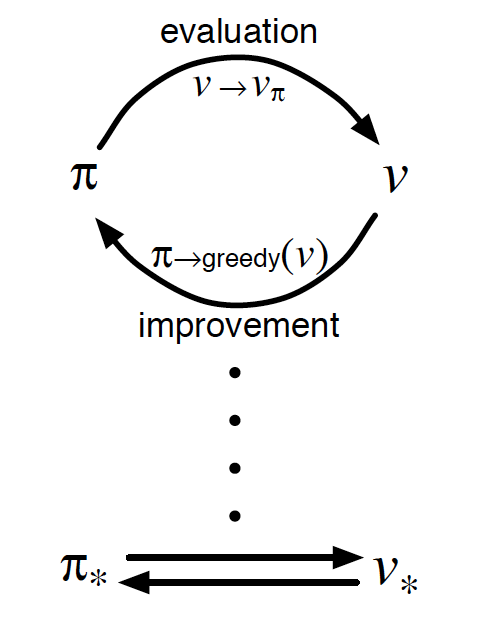 evaluation
v → vπ
π v
π→greedy(v)
improvement
π* v*